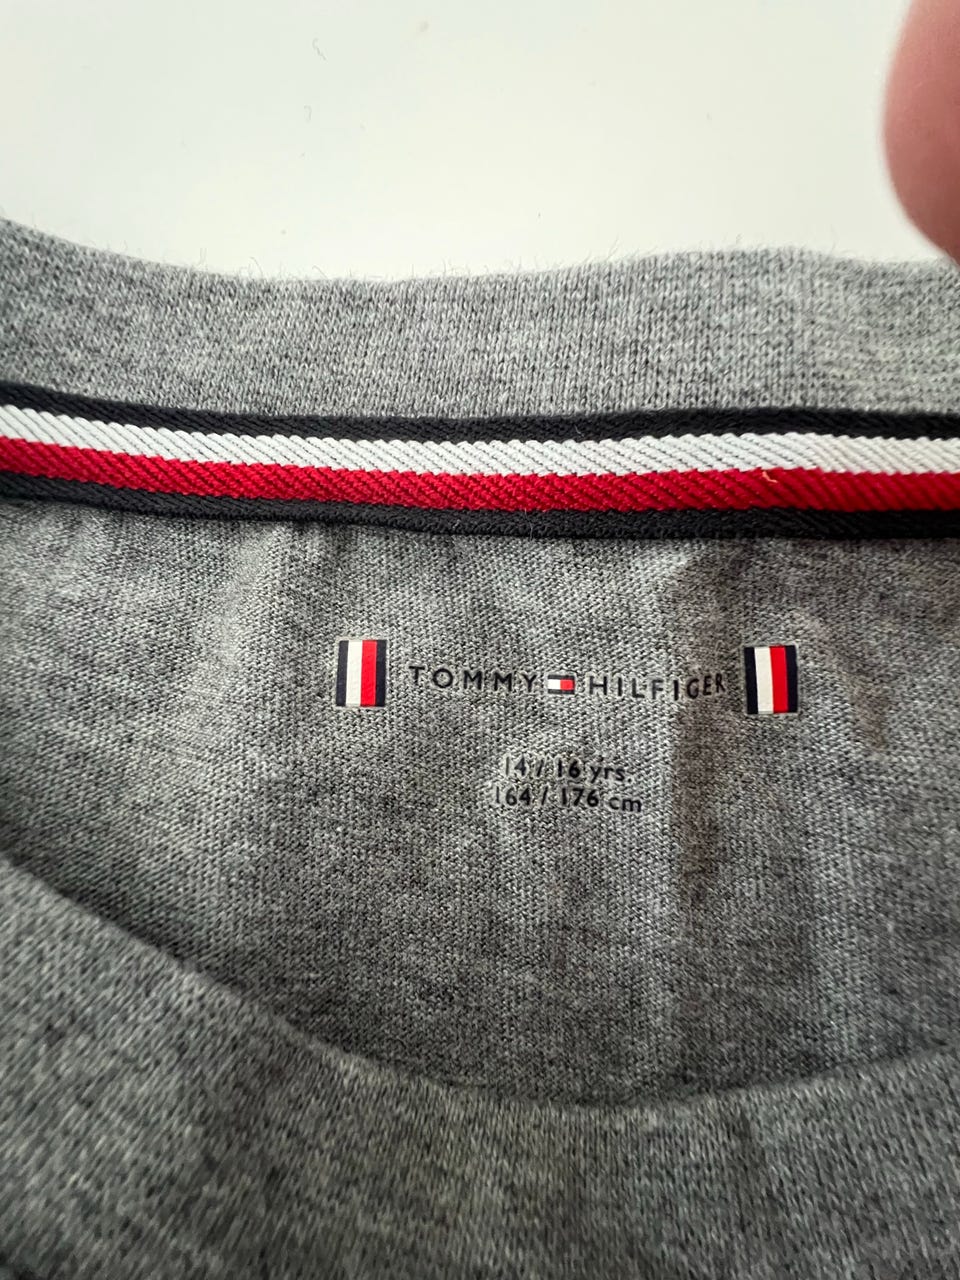 TOMMY HILFIGER
14 / 16 yrs.
164 / 176 cm